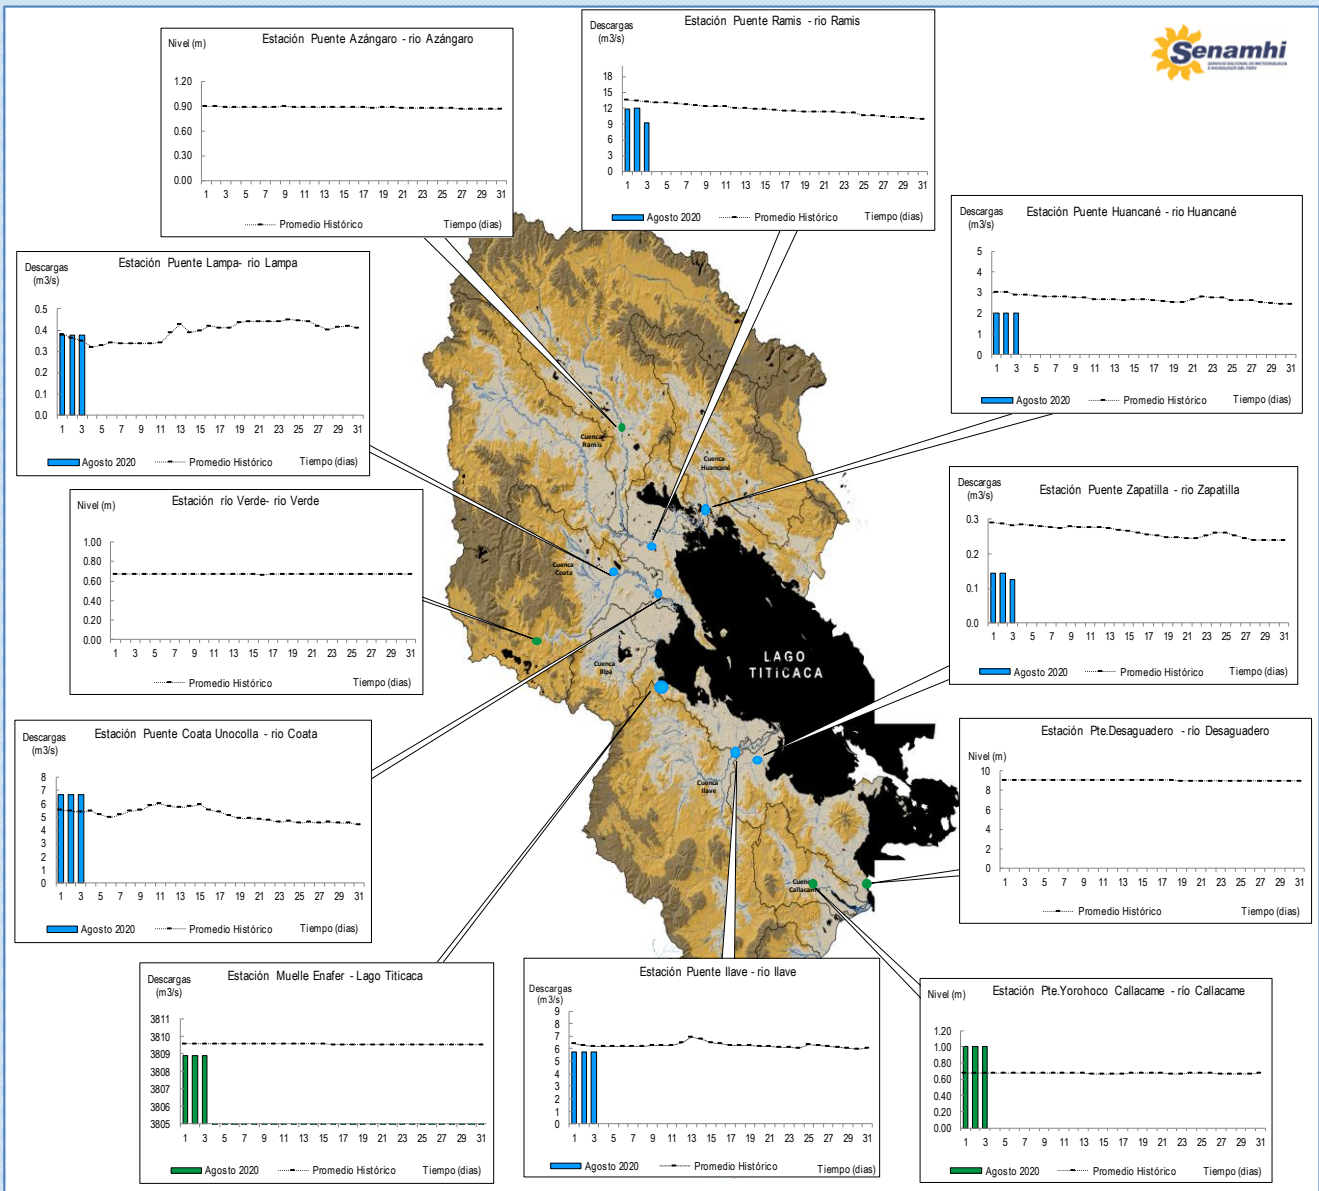 Senamhi
SERVICIO NACIONAL DE METEOROLOGÍA
E HIDROLOGÍA DEL PERÚ
Estación Puente Azángaro - rio Azángaro
Nivel (m)
1.20
0.90
0.60
0.30
0.00
1 3 5 7 9 11 13 15 17 19 21 23 25 27 29 31
Promedio Histórico Tiempo (dias)
Estación Puente Ramis - rio Ramis
Descargas
(m3/s)
18
15
12
9
6
3
0
1 3 5 7 9 11 13 15 17 19 21 23 25 27 29 31
Agosto 2020 Promedio Histórico Tiempo (dias)
Estación Puente Huancané - rio Huancané
Descargas
(m3/s)
5
4
3
2
1
0
1 3 5 7 9 11 13 15 17 19 21 23 25 27 29 31
Agosto 2020 Promedio Histórico Tiempo (dias)
Estación Puente Lampa- rio Lampa
Descargas
(m3/s)
0.5
0.4
0.3
0.2
0.1
0.0
1 3 5 7 9 11 13 15 17 19 21 23 25 27 29 31
Agosto 2020 Promedio Histórico Tiempo (dias)
Estación río Verde- rio Verde
Nivel (m)
1.00
0.80
0.60
0.40
0.20
0.00
1 3 5 7 9 11 13 15 17 19 21 23 25 27 29 31
Promedio Histórico Tiempo (dias)
Estación Puente Zapatilla - rio Zapatilla
Descargas
(m3/s)
0.3
0.2
0.1
0.0
1 3 5 7 9 11 13 15 17 19 21 23 25 27 29 31
Agosto 2020 Promedio Histórico Tiempo (dias)
Cuenca
Ramis
Cuenca
Huancané
Cuenca
Coata
Cuenca
Illpa
LAGO
TITICACA
Cuenca
Ilave
Cuenca
Callacame
Estación Puente Coata Unocolla - rio Coata
Descargas
(m3/s)
8
7
6
5
4
3
2
1
0
1 3 5 7 9 11 13 15 17 19 21 23 25 27 29 31
Agosto 2020 Promedio Histórico Tiempo (dias)
Estación Pte.Desaguadero - río Desaguadero
Nivel (m)
10
8
6
4
2
0
1 3 5 7 9 11 13 15 17 19 21 23 25 27 29 31
Promedio Histórico Tiempo (dias)
Estación Muelle Enafer - Lago Titicaca
Descargas
(m3/s)
3811
3810
3809
3808
3807
3806
3805
1 3 5 7 9 11 13 15 17 19 21 23 25 27 29 31
Agosto 2020 Promedio Histórico Tiempo (dias)
Estación Puente Ilave - rio Ilave
Descargas
(m3/s)
9
8
7
6
5
4
3
2
1
0
1 3 5 7 9 11 13 15 17 19 21 23 25 27 29 31
Agosto 2020 Promedio Histórico Tiempo (dias)
Estación Pte.Yorohoco Callacame - río Callacame
Nivel (m)
1.20
1.00
0.80
0.60
0.40
0.20
0.00
1 3 5 7 9 11 13 15 17 19 21 23 25 27 29 31
Agosto 2020 Promedio Histórico Tiempo (dias)